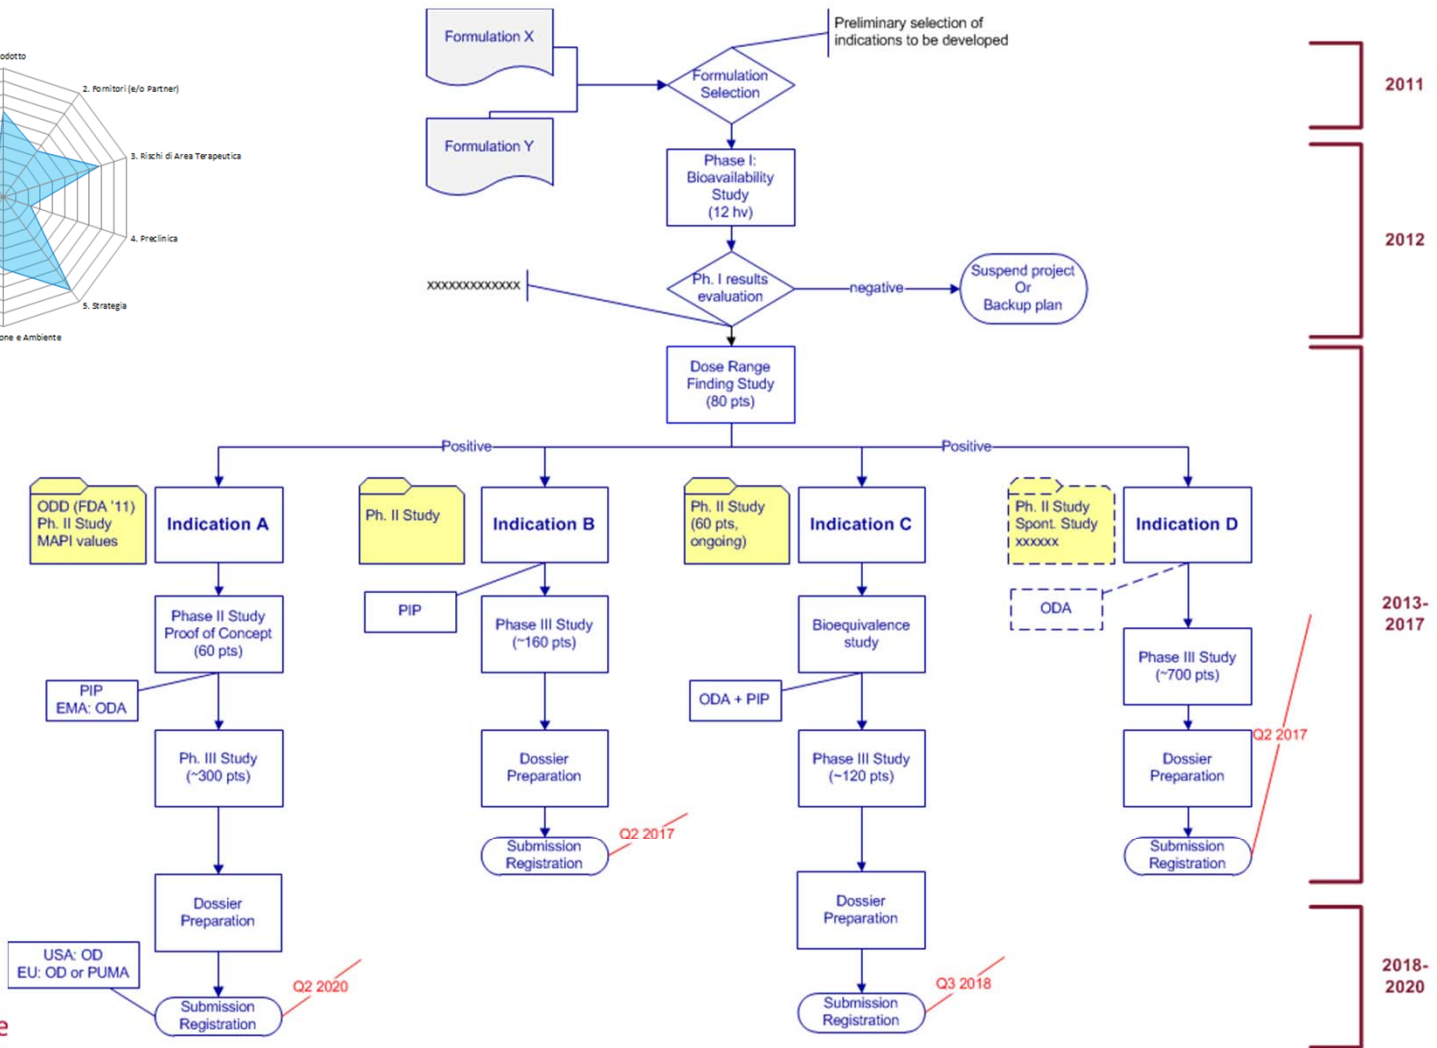 odotto
2. Fornitori (e/o Partner)
3. Rischi di Area Terapeutica
4. Preclinica
5. Strategia
one e Ambiente
Formulation X
Formulation Y
Preliminary selection of
indications to be developed
Formulation
Selection
2011
Phase I:
Bioavailability
Study
(12 hv)
2012
xxxxxxxxxxxxx
Ph. I results
evaluation
negative
Suspend project
Or
Backup plan
Dose Range
Finding Study
(80 pts)
Positive
Positive
ODD (FDA '11)
Ph. II Study
MAPI values
Indication A
Ph. II Study
Indication B
Ph. II Study
(60 pts,
ongoing)
Indication C
Ph. II Study
Spont. Study
xxxxxx
Indication D
Phase II Study
Proof of Concept
(60 pts)
PIP
Phase III Study
(~160 pts)
Bioequivalence
study
ODA
Phase III Study
(~700 pts)
2013-
2017
PIP
EMA: ODA
ODA + PIP
Ph. III Study
(~300 pts)
Dossier
Preparation
Phase III Study
(~120 pts)
Dossier
Preparation
Q2 2017
Submission
Registration
Q2 2017
Submission
Registration
Dossier
Preparation
Dossier
Preparation
USA: OD
EU: OD or PUMA
Submission
Registration
Q2 2020
Submission
Registration
Q3 2018
2018-
2020
e